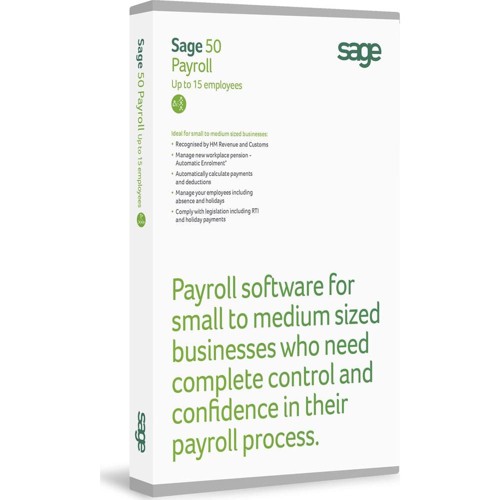 Sage 50
Payroll
Up to 15 employees
sage
Ideal for small to medium sized businesses:
• Recognised by HM Revenue and Customs
• Manage new workplace pension –
Automatic Enrolment*
• Automatically calculate payments
and deductions
• Manage your employees including
absence and holidays
• Comply with legislation including RTI
and holiday payments
Payroll software for
small to medium sized
businesses who need
complete control and
confidence in their
payroll process.
Sage 50 Payroll Up to 15 employees
sage